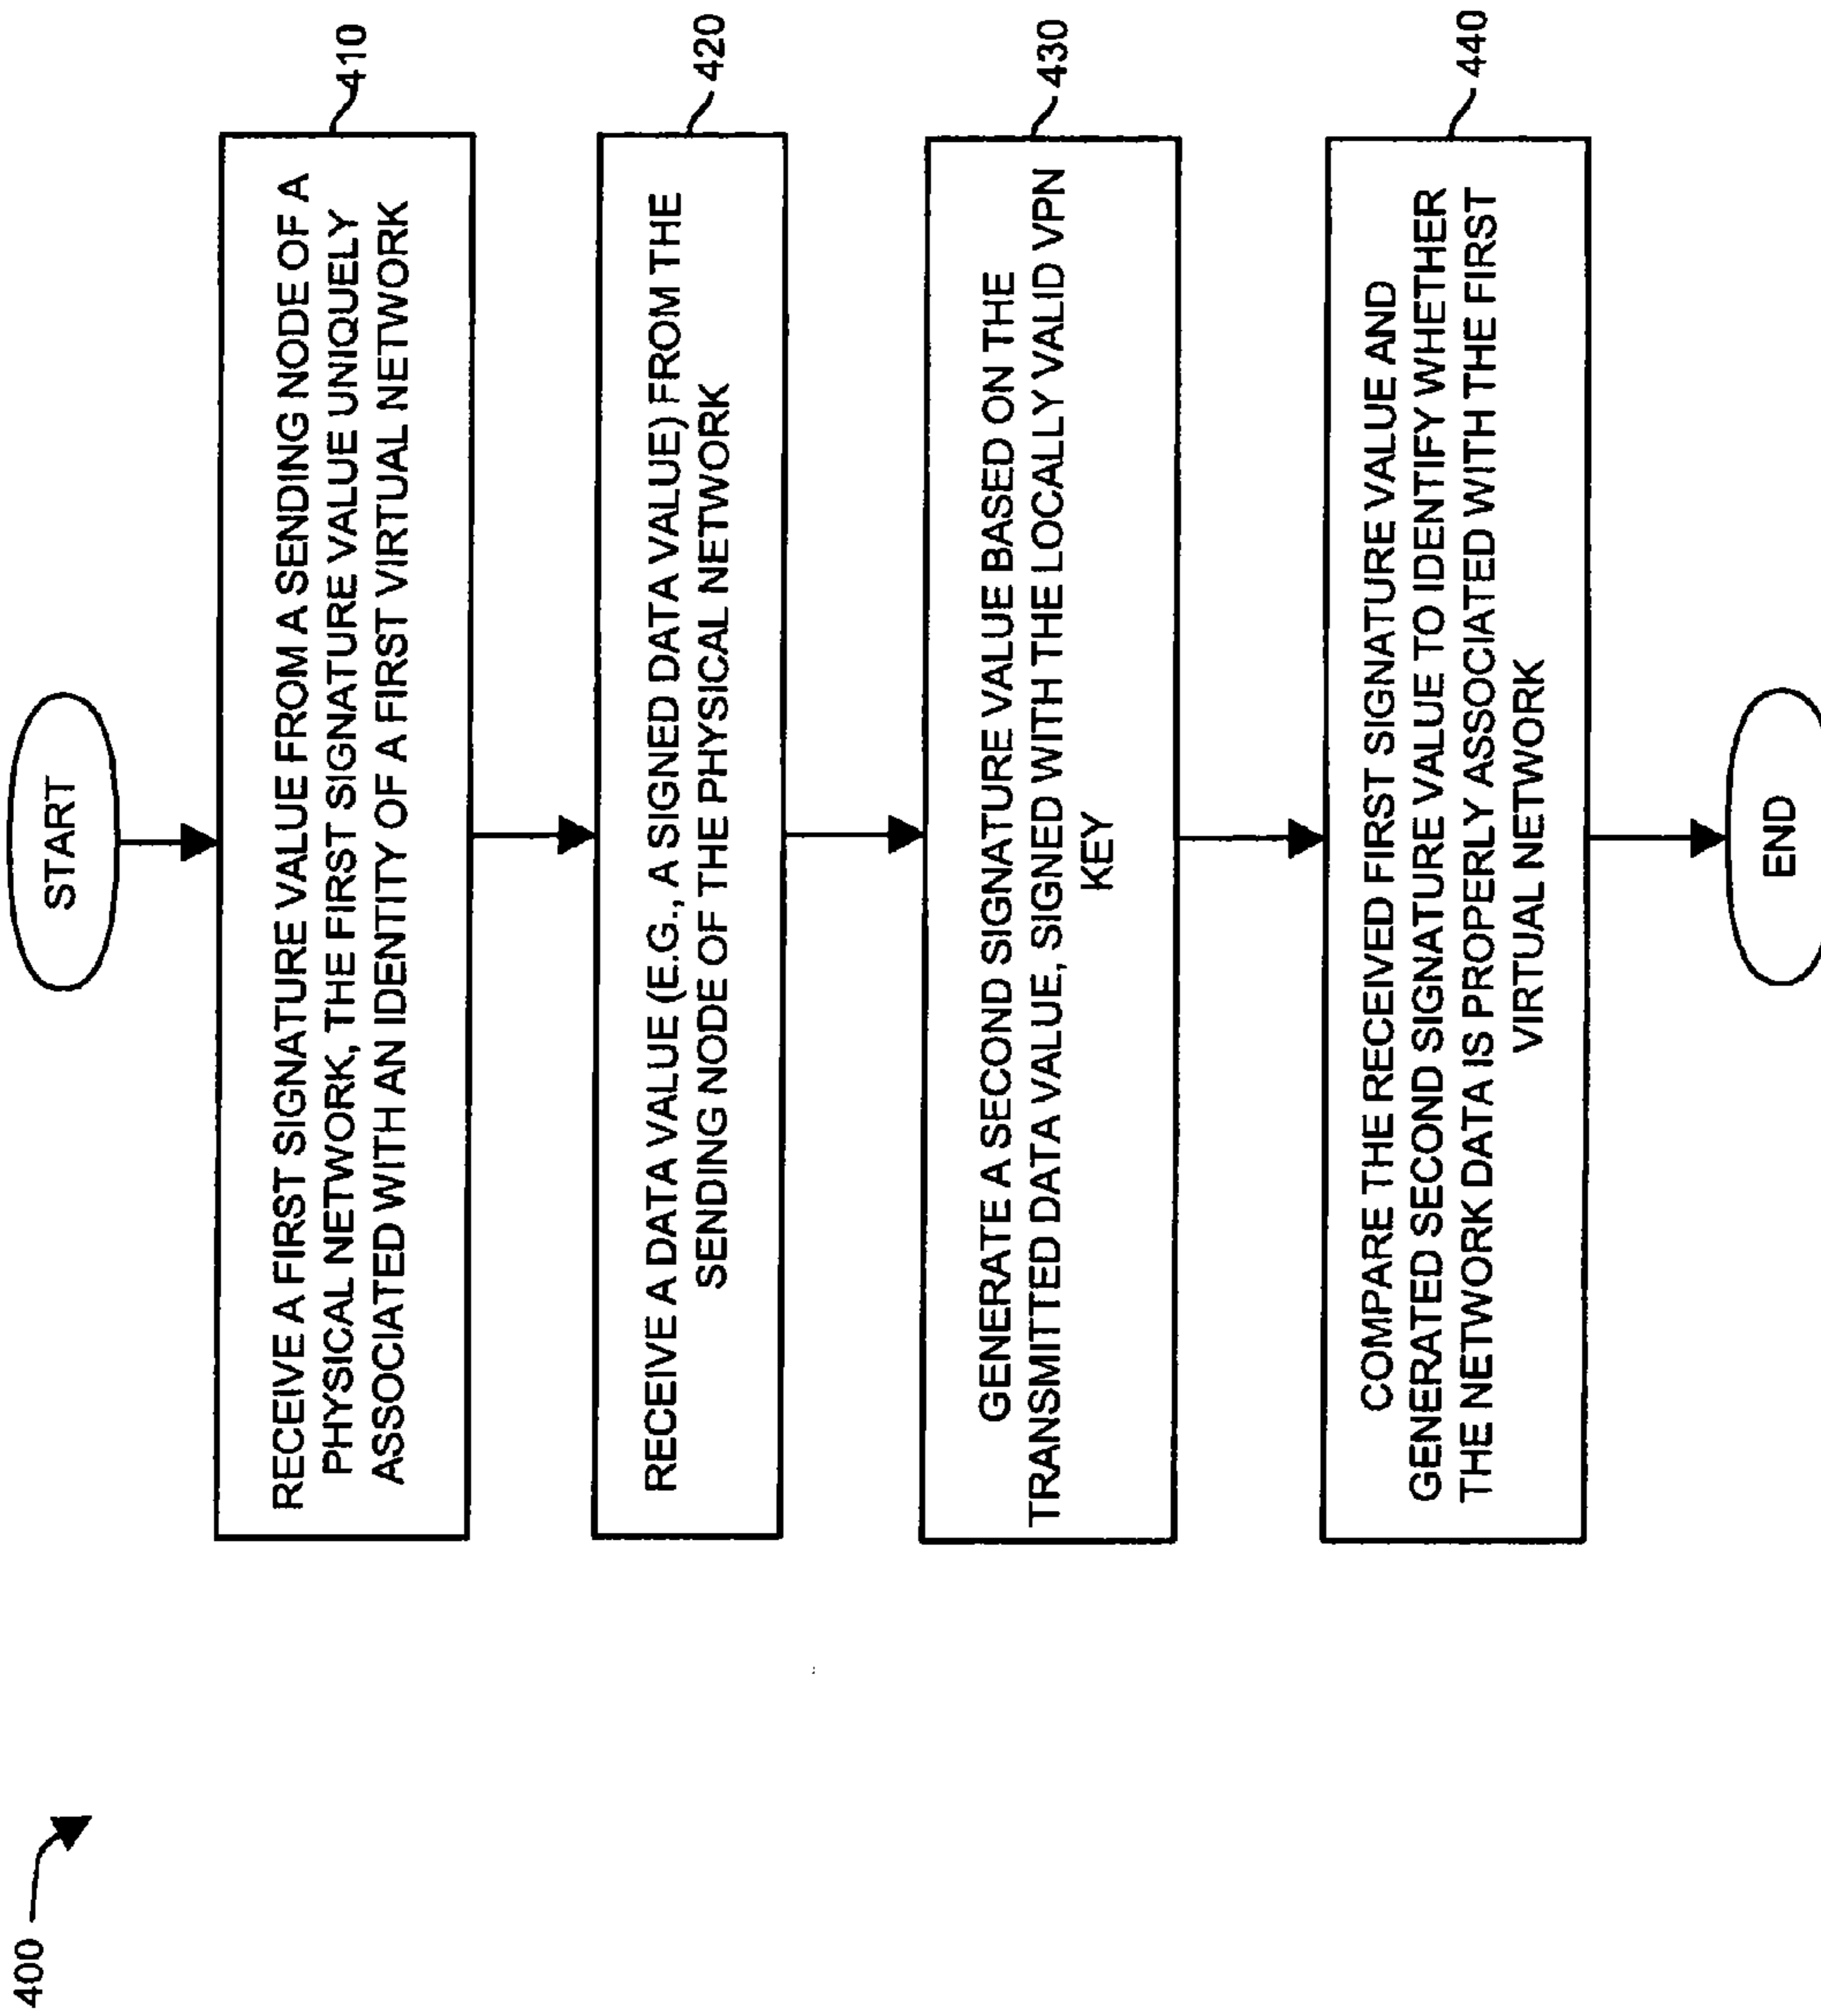 400
START
RECEIVE A FIRST SIGNATURE VALUE FROM A SENDING NODE OF A
PHYSICAL NETWORK, THE FIRST SIGNATURE VALUE UNIQUELY
ASSOCIATED WITH AN IDENTITY OF A FIRST VIRTUAL NETWORK
410
RECEIVE A DATA VALUE (E.G., A SIGNED DATA VALUE) FROM THE
SENDING NODE OF THE PHYSICAL NETWORK
420
GENERATE A SECOND SIGNATURE VALUE BASED ON THE
TRANSMITTED DATA VALUE, SIGNED WITH THE LOCALLY VALID VPN
KEY
430
COMPARE THE RECEIVED FIRST SIGNATURE VALUE AND
GENERATED SECOND SIGNATURE VALUE TO IDENTIFY WHETHER
THE NETWORK DATA IS PROPERLY ASSOCIATED WITH THE FIRST
VIRTUAL NETWORK
440
END